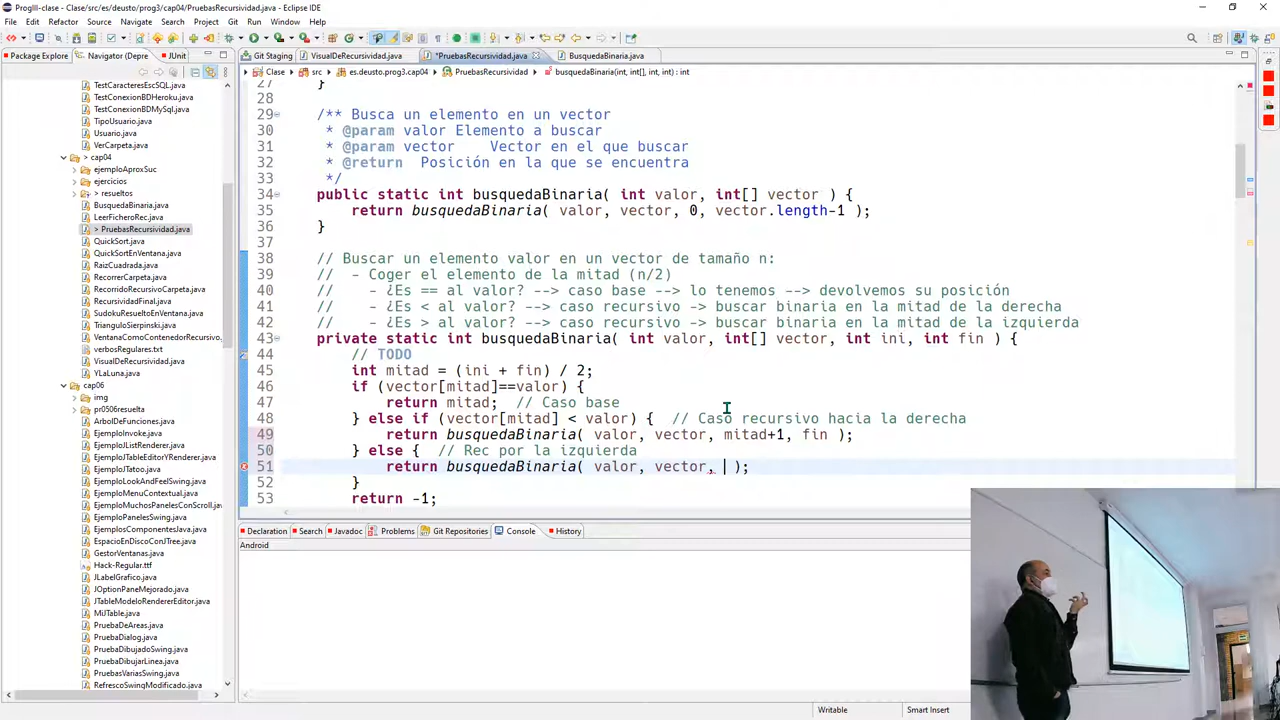 ProgIII-clase - Clase/src/es/deusto/prog3/cap04/PruebasRecursividad.java - Eclipse IDE
File Edit Refactor Source Navigate Search Project Git Run Window Help
Package Explore Navigator (Depre JUnit
Git Staging VisualDeRecursividad.java *PruebasRecursividad.java BusquedaBinaria.java
Clase src es.deusto.prog3.cap04 PruebasRecursividad busquedaBinaria(int, int[], int, int) : int
TestCaracteresEscSQL.java
TestConexionBDHeroku.java
TestConexionBDMySql.java
TipoUsuario.java
Usuario.java
VerCarpeta.java
> cap04
ejemploAproxSuc
ejercicios
> resueltos
BusquedaBinaria.java
LeerFicheroRec.java
> PruebasRecursividad.java
QuickSort.java
QuickSortEnVentana.java
RaizCuadrada.java
RecorrerCarpeta.java
RecorridoRecursivoCarpeta.java
RecursividadFinal.java
SudokuResueltoEnVentana.java
TrianguloSierpinski.java
VentanaComoContenedorRecursivo.
verbosRegulares.txt
VisualDeRecursividad.java
YLaLuna.java
cap06
img
pr0506resuelta
ArbolDeFicheros.java
EjemploInvoke.java
EjemploJListRenderer.java
EjemploJTableEditorYRenderer.java
EjemploJTatoo.java
EjemploLookAndFeelSwing.java
EjemploMenuContextual.java
EjemploMuchosPanelesConScroll.java
EjemploPanelesSwing.java
EjemplosComponentesJava.java
EspacioEnDiscoConJTree.java
GestorVentanas.java
Hack-Regular.ttf
JLabelGrafico.java
JOptionPaneMejorado.java
JTableModeloRendererEditor.java
MiJTable.java
PruebaDeAreas.java
PruebaDialog.java
PruebaDibujadoSwing.java
PruebaDibujarLinea.java
PruebasVariasSwing.java
RefrescoSwingModificado.java
27 }
28
29 /** Busca un elemento en un vector
30 * @param valor Elemento a buscar
31 * @param vector Vector en el que buscar
32 * @return Posición en la que se encuentra
33 */
34 public static int busquedaBinaria( int valor, int[] vector ) {
35 return busquedaBinaria( valor, vector, 0, vector.length-1 );
36 }
37
38 // Buscar un elemento valor en un vector de tamaño n:
39 // - Coger el elemento de la mitad (n/2)
40 // - ¿Es == al valor? --> caso base --> lo tenemos --> devolvemos su posición
41 // - ¿Es < al valor? --> caso recursivo -> buscar binaria en la mitad de la derecha
42 // - ¿Es > al valor? --> caso recursivo -> buscar binaria en la mitad de la izquierda
43 private static int busquedaBinaria( int valor, int[] vector, int ini, int fin ) {
44 // TODO
45 int mitad = (ini + fin) / 2;
46 if (vector[mitad]==valor) {
47 return mitad; // Caso base
48 } else if (vector[mitad] < valor) { // Caso recursivo hacia la derecha
49 return busquedaBinaria( valor, vector, mitad+1, fin );
50 } else { // Rec por la izquierda
51 return busquedaBinaria( valor, vector, );
52 }
53 return -1;
Declaration Search Javadoc Problems Git Repositories Console History
Android
Writable Smart Insert